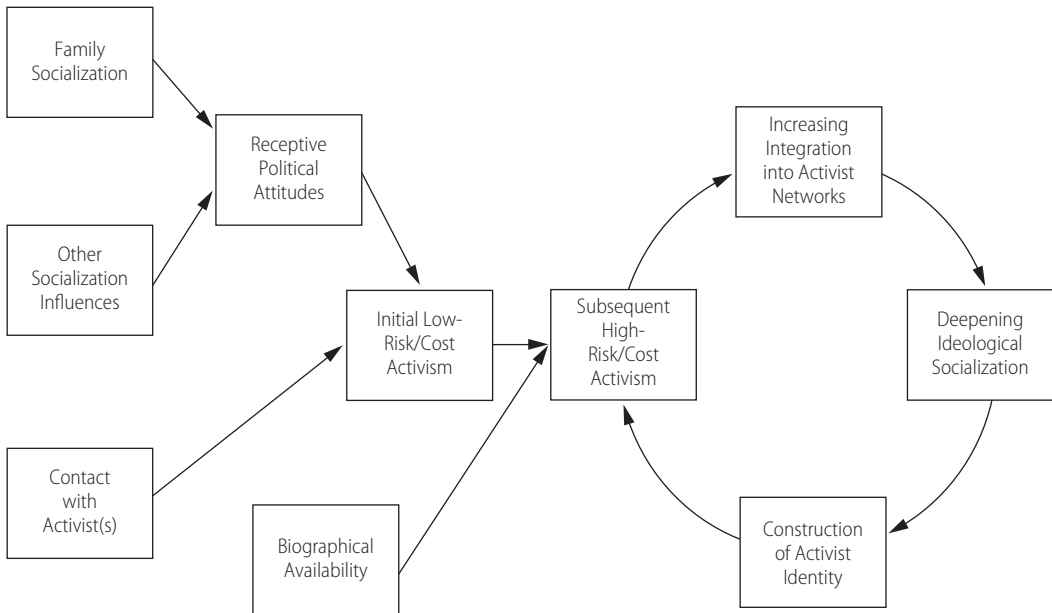 Family
Socialization
Other
Socialization
Influences
Contact
with
Activist(s)
Receptive
Political
Attitudes
Initial Low-
Risk/Cost
Activism
Biographical
Availability
Subsequent
High-
Risk/Cost
Activism
Increasing
Integration
into Activist
Networks
Deepening
Ideological
Socialization
Construction
of Activist
Identity